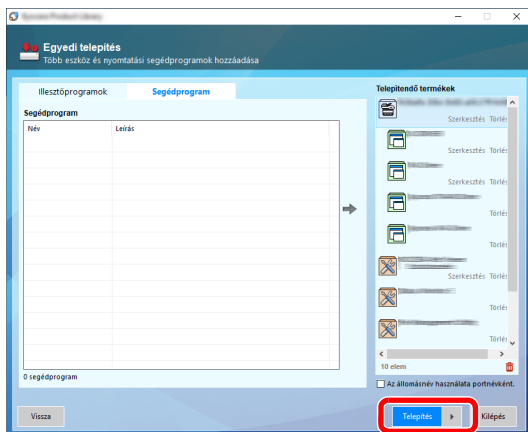 Egyedi telepítés
Több eszköz és nyomtatási segédprogramok hozzáadása
Illesztőprogramok
Segédprogram
Telepítendő termékek
Segédprogram
Név
Leírás
Szerkesztés Törlés
Szerkesztés Törlés
Szerkesztés Törlés
Törlés
Törlés
Szerkesztés Törlés
Törlés
Törlés
10 elem
0 segédprogram
Az állomásnév használata portnévként.
Vissza
Telepítés
Kilépés